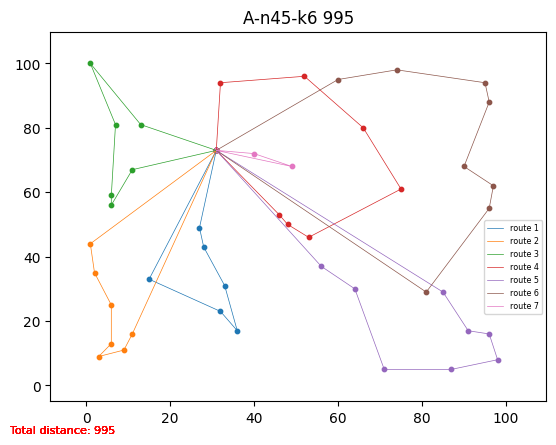 A-n45-k6 995
100
80
60
40
20
0
route 1
route 2
route 3
route 4
route 5
route 6
route 7
0 20 40 60 80 100
Total distance: 995